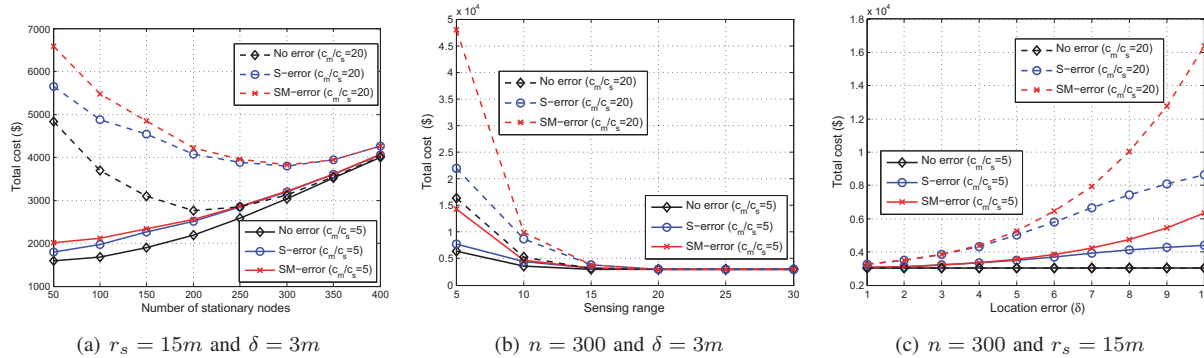 7000
6000
5000
4000
3000
2000
1000
50 100 150 200 250 300 350 400
Total cost ($)
Number of stationary nodes
No error (c_m/c_s=20)
S−error (c_m/c_s=20)
SM−error (c_m/c_s=20)
No error (c_m/c_s=5)
S−error (c_m/c_s=5)
SM−error (c_m/c_s=5)
(a) r_s = 15m and δ = 3m
x 10^4
5
4.5
4
3.5
3
2.5
2
1.5
1
0.5
0
5 10 15 20 25 30
Total cost ($)
Sensing range
No error (c_m/c_s=20)
S−error (c_m/c_s=20)
SM−error (c_m/c_s=20)
No error (c_m/c_s=5)
S−error (c_m/c_s=5)
SM−error (c_m/c_s=5)
(b) n = 300 and δ = 3m
x 10^4
1.8
1.6
1.4
1.2
1
0.8
0.6
0.4
0.2
1 2 3 4 5 6 7 8 9
Total cost ($)
Location error (δ)
No error (c_m/c_s=20)
S−error (c_m/c_s=20)
SM−error (c_m/c_s=20)
No error (c_m/c_s=5)
S−error (c_m/c_s=5)
SM−error (c_m/c_s=5)
(c) n = 300 and r_s = 15m